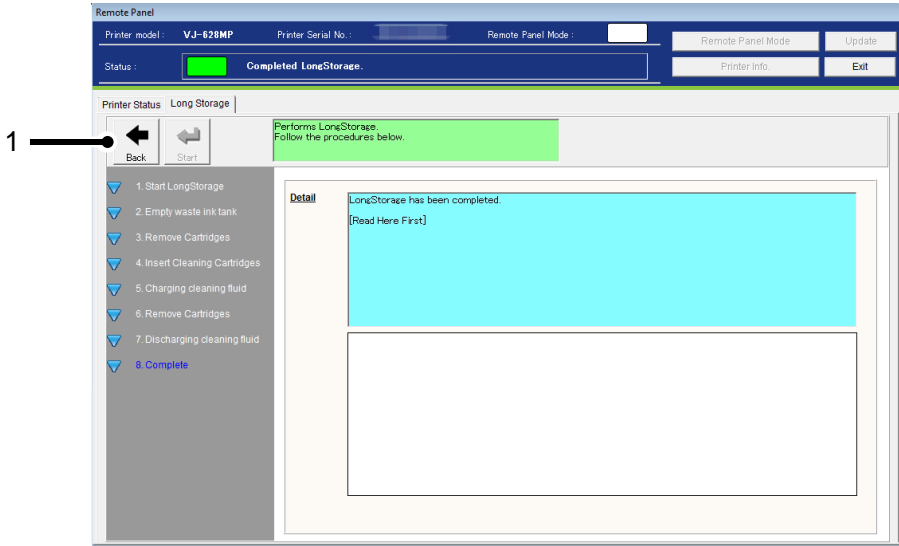 Remote Panel
Printer model : VJ-628MP Printer Serial No. : Remote Panel Mode :
Remote Panel Mode Update
Status : Completed LongStorage.
Printer Info. Exit
Printer Status Long Storage
1
Back Start
Performs LongStorage.
Follow the procedures below.
1. Start LongStorage
2. Empty waste ink tank
3. Remove Cartridges
4. Insert Cleaning Cartridges
5. Charging cleaning fluid
6. Remove Cartridges
7. Discharging cleaning fluid
8. Complete
Detail
LongStorage has been completed.
[Read Here First]